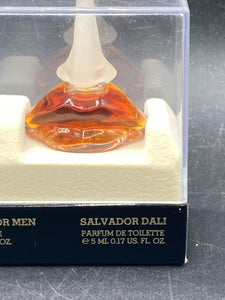 OR MEN
SALVADOR DALI
PARFUM DE TOILETTE
℮ 5 ML 0.17 US. FL. OZ.
OZ.